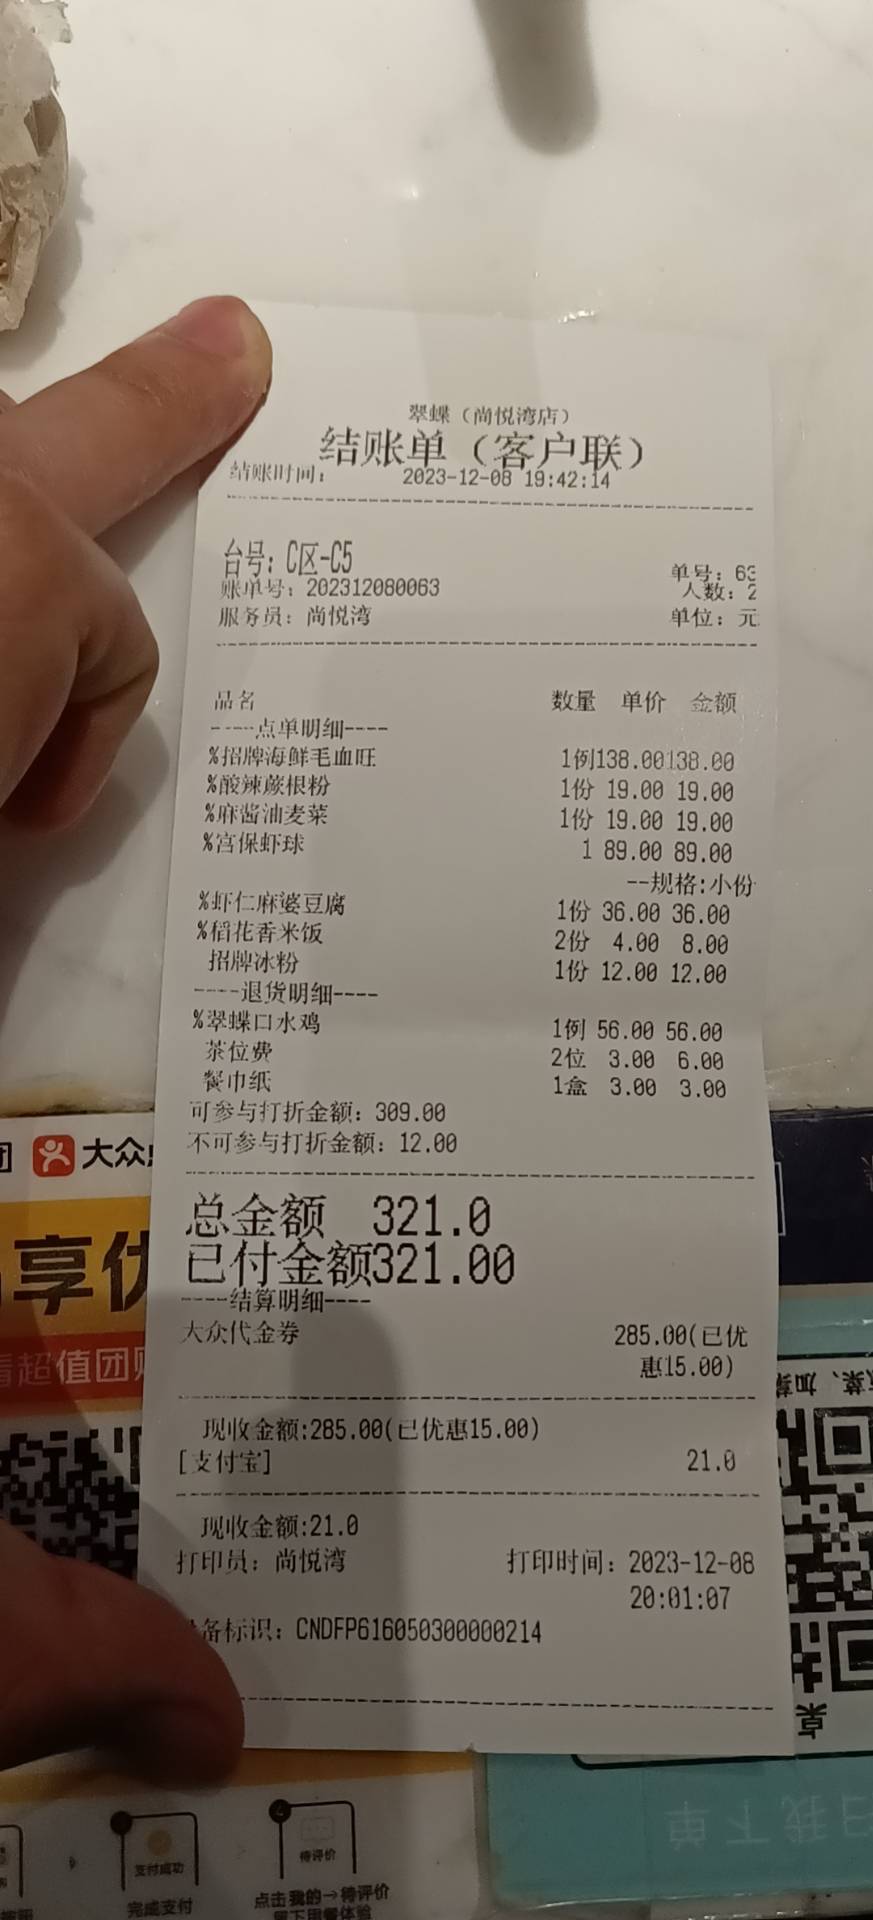 翠蝶（尚悦湾店）
结账单（客户联）
结账时间： 2023-12-08 19:42:14
台号：C区-C5
单号：63
账单号：202312080063
人数：2
服务员：尚悦湾
单位：元
品名 数量 单价 金额
----点单明细----
%招牌海鲜毛血旺 1例138.00138.00
%酸辣蕨根粉 1份 19.00 19.00
%麻酱油麦菜 1份 19.00 19.00
%宫保虾球 1 89.00 89.00
--规格:小份
%虾仁麻婆豆腐 1份 36.00 36.00
%稻花香米饭 2份 4.00 8.00
招牌冰粉 1份 12.00 12.00
----退货明细----
%翠蝶口水鸡 1例 56.00 56.00
茶位费 2位 3.00 6.00
餐巾纸 1盒 3.00 3.00
可参与打折金额：309.00
不可参与打折金额：12.00
总金额 321.0
已付金额321.00
----结算明细----
大众代金券 285.00(已优
惠15.00)
现收金额:285.00(已优惠15.00)
[支付宝] 21.0
现收金额:21.0
打印员：尚悦湾 打印时间：2023-12-08
20:01:07
备标识：CNDFP616050300000214
大众
享优
超值团
桌
自我下单
支付成功
完成支付
4
待评价
点击我的→待评价